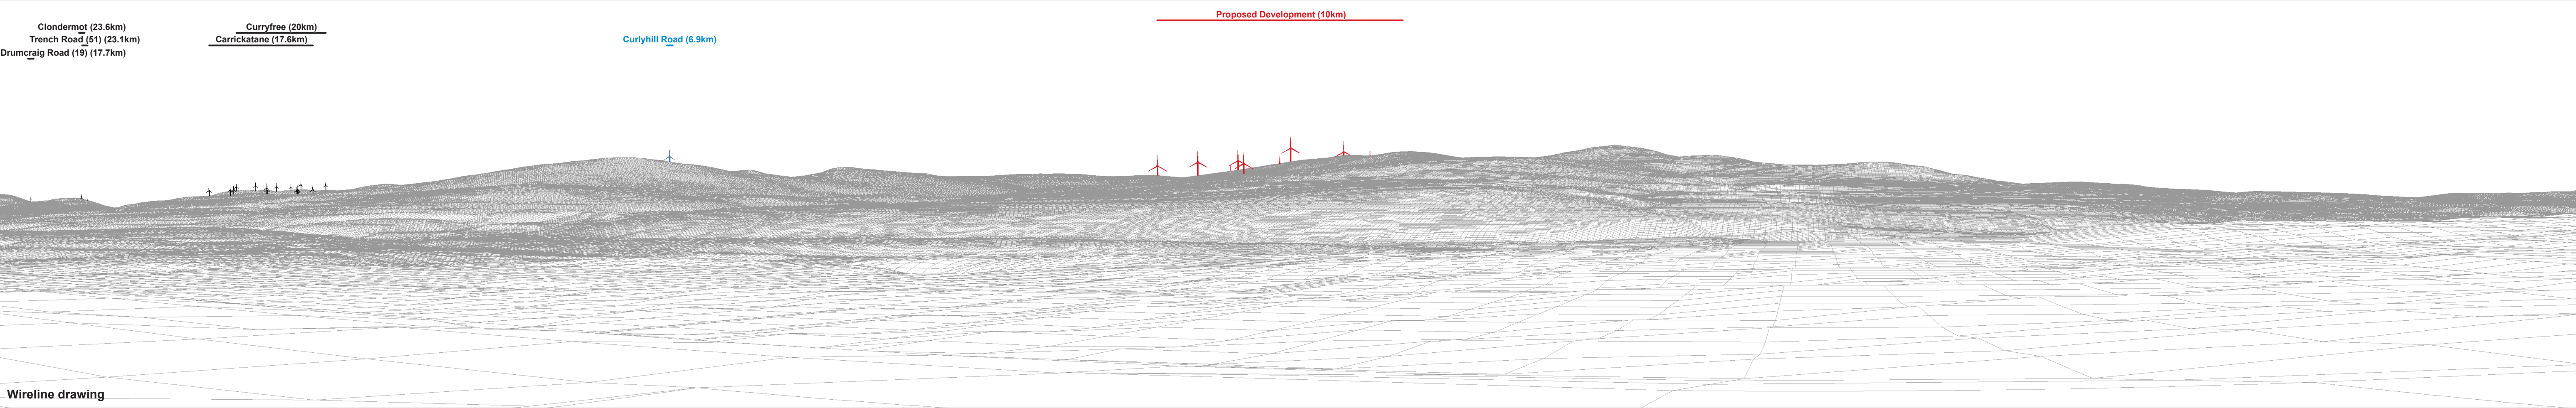 Clondermot (23.6km)
Trench Road (51) (23.1km)
Drumcraig Road (19) (17.7km)
Curryfree (20km)
Carrickatane (17.6km)
Curlyhill Road (6.9km)
Proposed Development (10km)
Wireline drawing